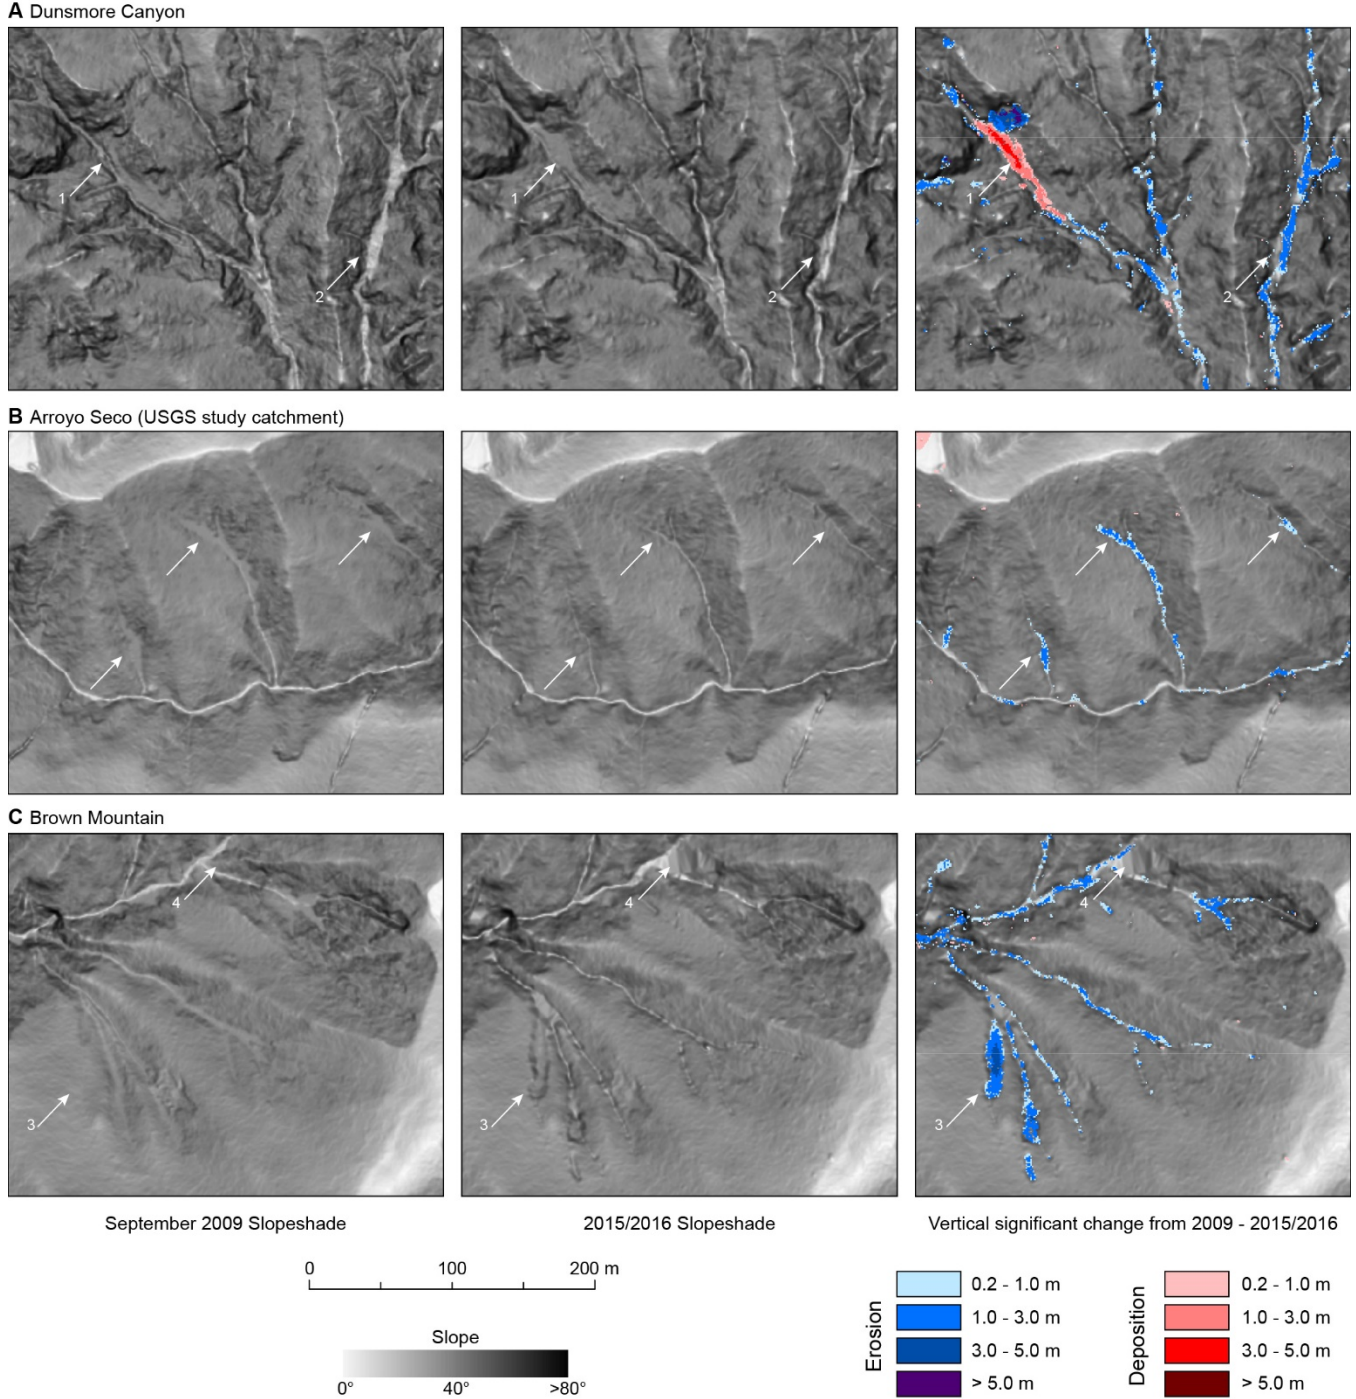 A Dunsmore Canyon
1
2
1
2
1
2
B Arroyo Seco (USGS study catchment)
C Brown Mountain
4
3
4
3
4
3
September 2009 Slopeshade
2015/2016 Slopeshade
Vertical significant change from 2009 - 2015/2016
0 100 200 m
Slope
0° 40° >80°
Erosion
0.2 - 1.0 m
1.0 - 3.0 m
3.0 - 5.0 m
> 5.0 m
Deposition
0.2 - 1.0 m
1.0 - 3.0 m
3.0 - 5.0 m
> 5.0 m